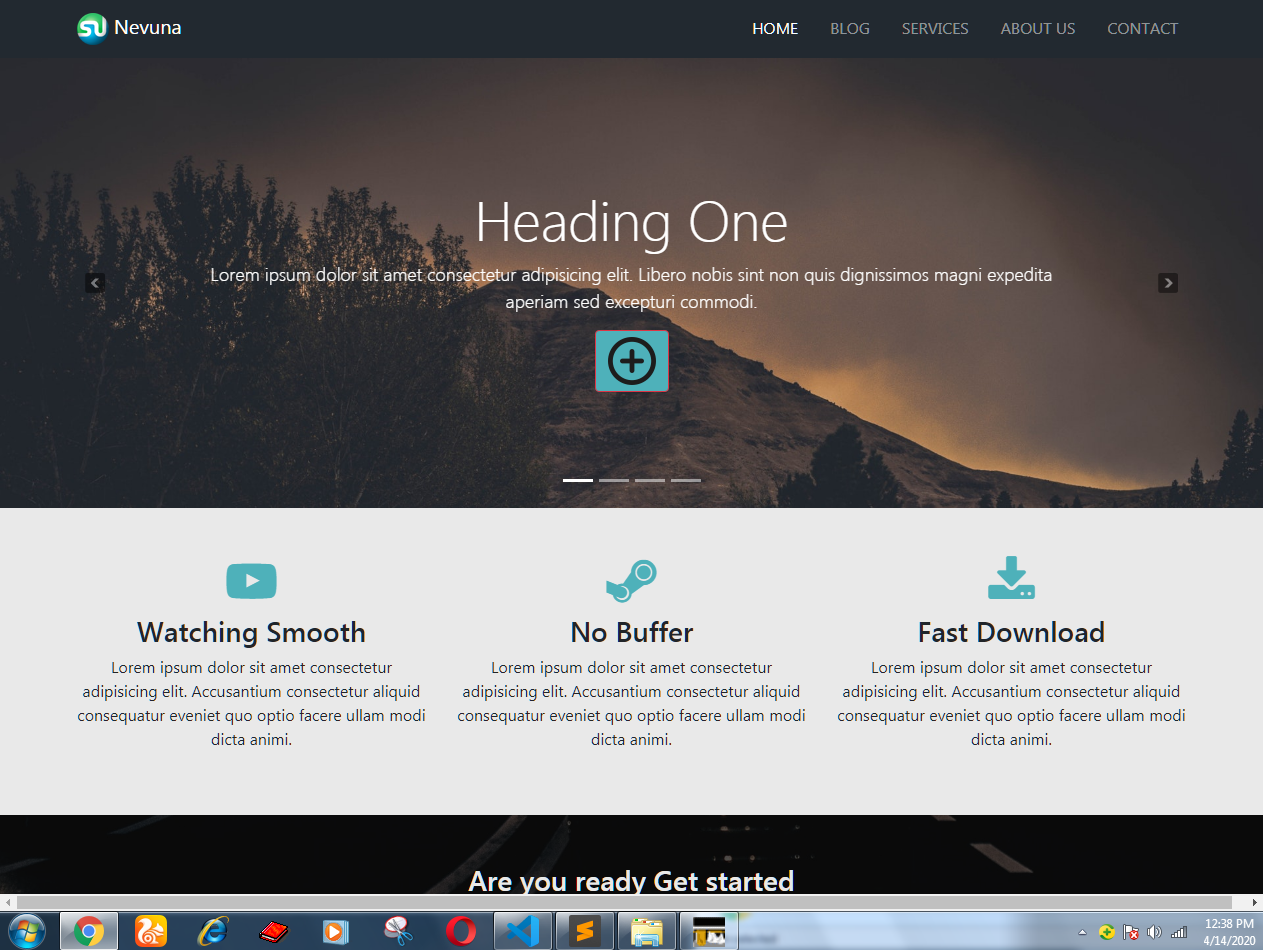 SU Nevuna
HOME BLOG SERVICES ABOUT US CONTACT
Heading One
Lorem ipsum dolor sit amet consectetur adipisicing elit. Libero nobis sint non quis dignissimos magni expedita
aperiam sed excepturi commodi.
Watching Smooth
Lorem ipsum dolor sit amet consectetur
adipisicing elit. Accusantium consectetur aliquid
consequatur eveniet quo optio facere ullam modi
dicta animi.
No Buffer
Lorem ipsum dolor sit amet consectetur
adipisicing elit. Accusantium consectetur aliquid
consequatur eveniet quo optio facere ullam modi
dicta animi.
Fast Download
Lorem ipsum dolor sit amet consectetur
adipisicing elit. Accusantium consectetur aliquid
consequatur eveniet quo optio facere ullam modi
dicta animi.
Are you ready Get started
12:38 PM
4/14/2020